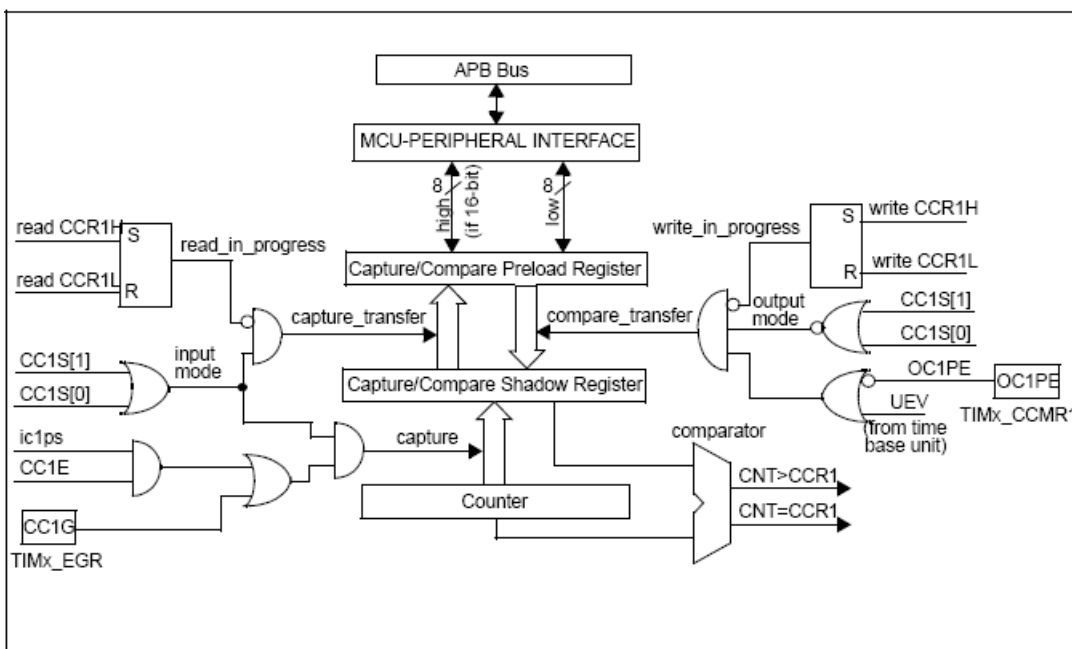 APB Bus
MCU-PERIPHERAL INTERFACE
8
high
(if 16-bit)
8
low
read CCR1H
S
read_in_progress
read CCR1L
R
write_in_progress
S
write CCR1H
R
write CCR1L
Capture/Compare Preload Register
CC1S[1]
CC1S[0]
input
mode
capture_transfer
compare_transfer
output
mode
CC1S[1]
CC1S[0]
Capture/Compare Shadow Register
OC1PE
OC1PE
UEV
TIMx_CCMR1
(from time
base unit)
ic1ps
CC1E
capture
comparator
Counter
CNT>CCR1
CNT=CCR1
CC1G
TIMx_EGR